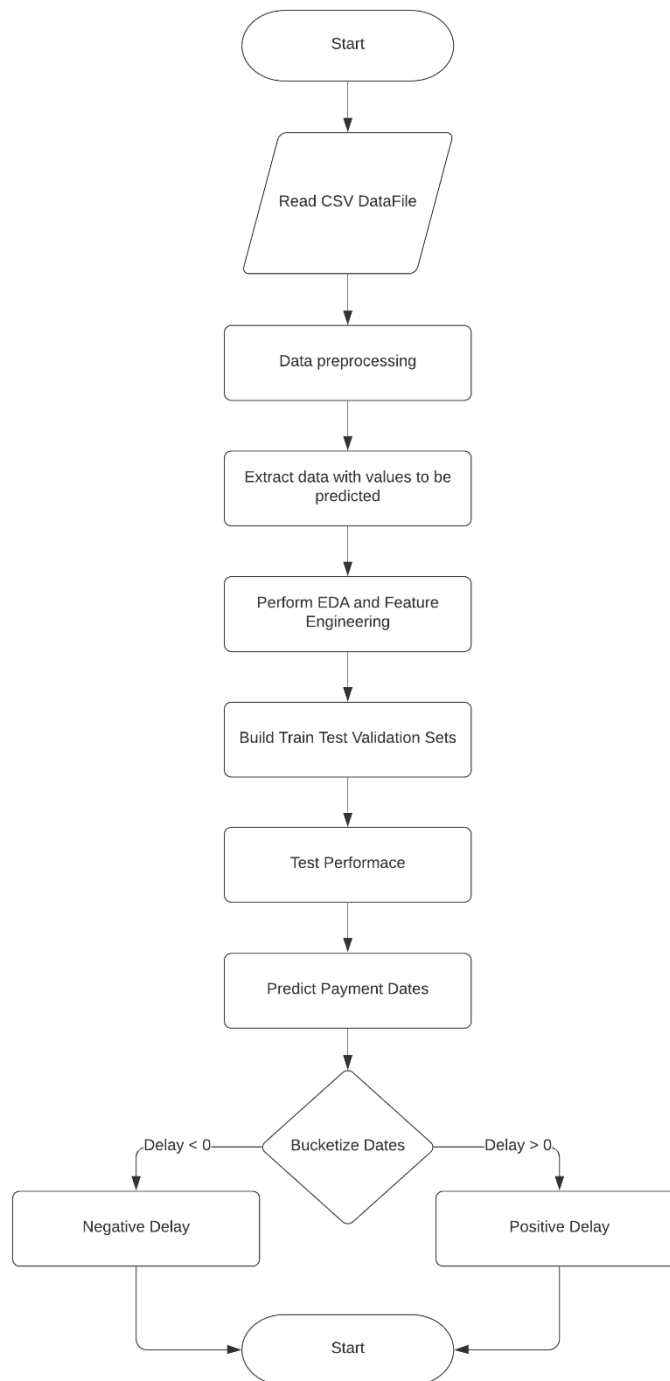 Start
Read CSV DataFile
Data preprocessing
Extract data with values to be
predicted
Perform EDA and Feature
Engineering
Build Train Test Validation Sets
Test Performace
Predict Payment Dates
Delay < 0
Bucketize Dates
Delay > 0
Negative Delay
Positive Delay
Start